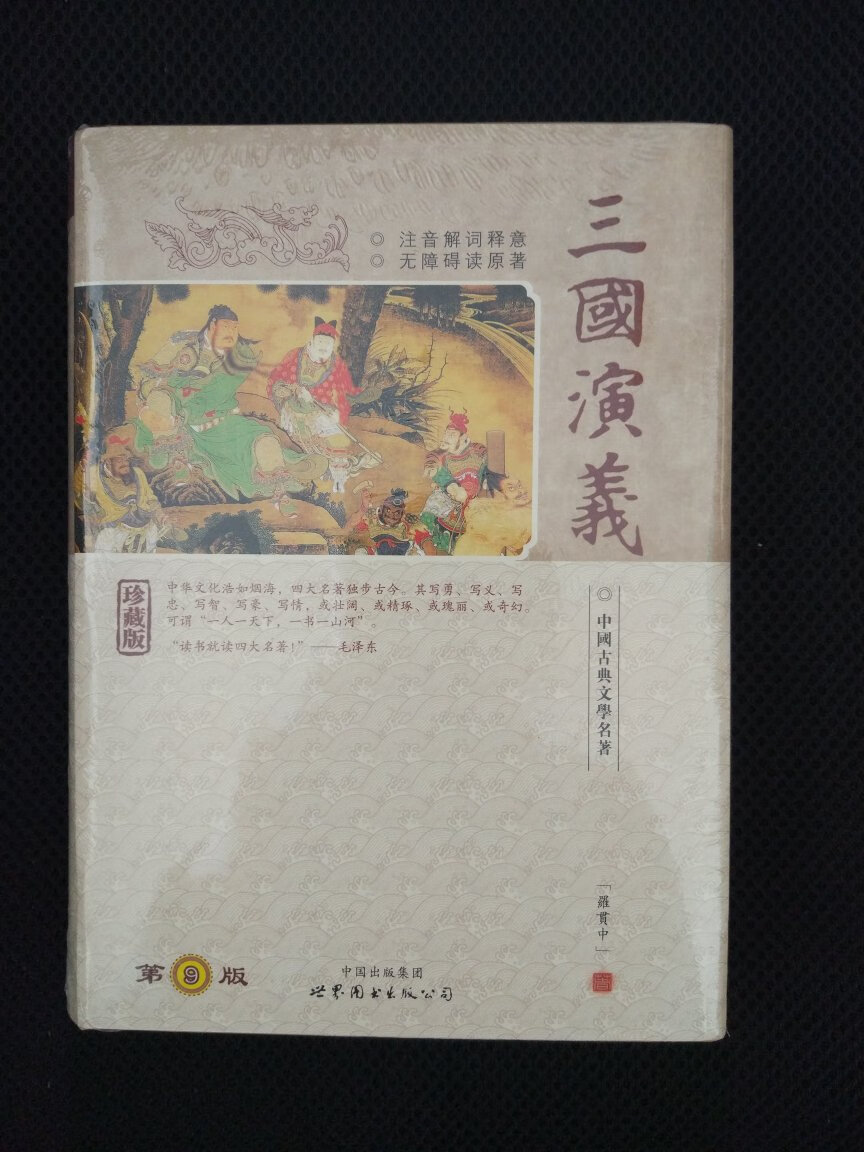 三國演義
◎ 注音解词释意
◎ 无障碍读原著
珍藏版
中华文化浩如烟海，四大名著独步古今。其写勇、写义、写
忠、写智、写豪、写情，或壮阔、或精琢、或瑰丽、或奇幻。
可谓“一人一天下，一书一山河”。
“读书就读四大名著！”——毛泽东
◎中國古典文學名著
「羅貫中」
第9版
中国出版集团
世界图书出版公司